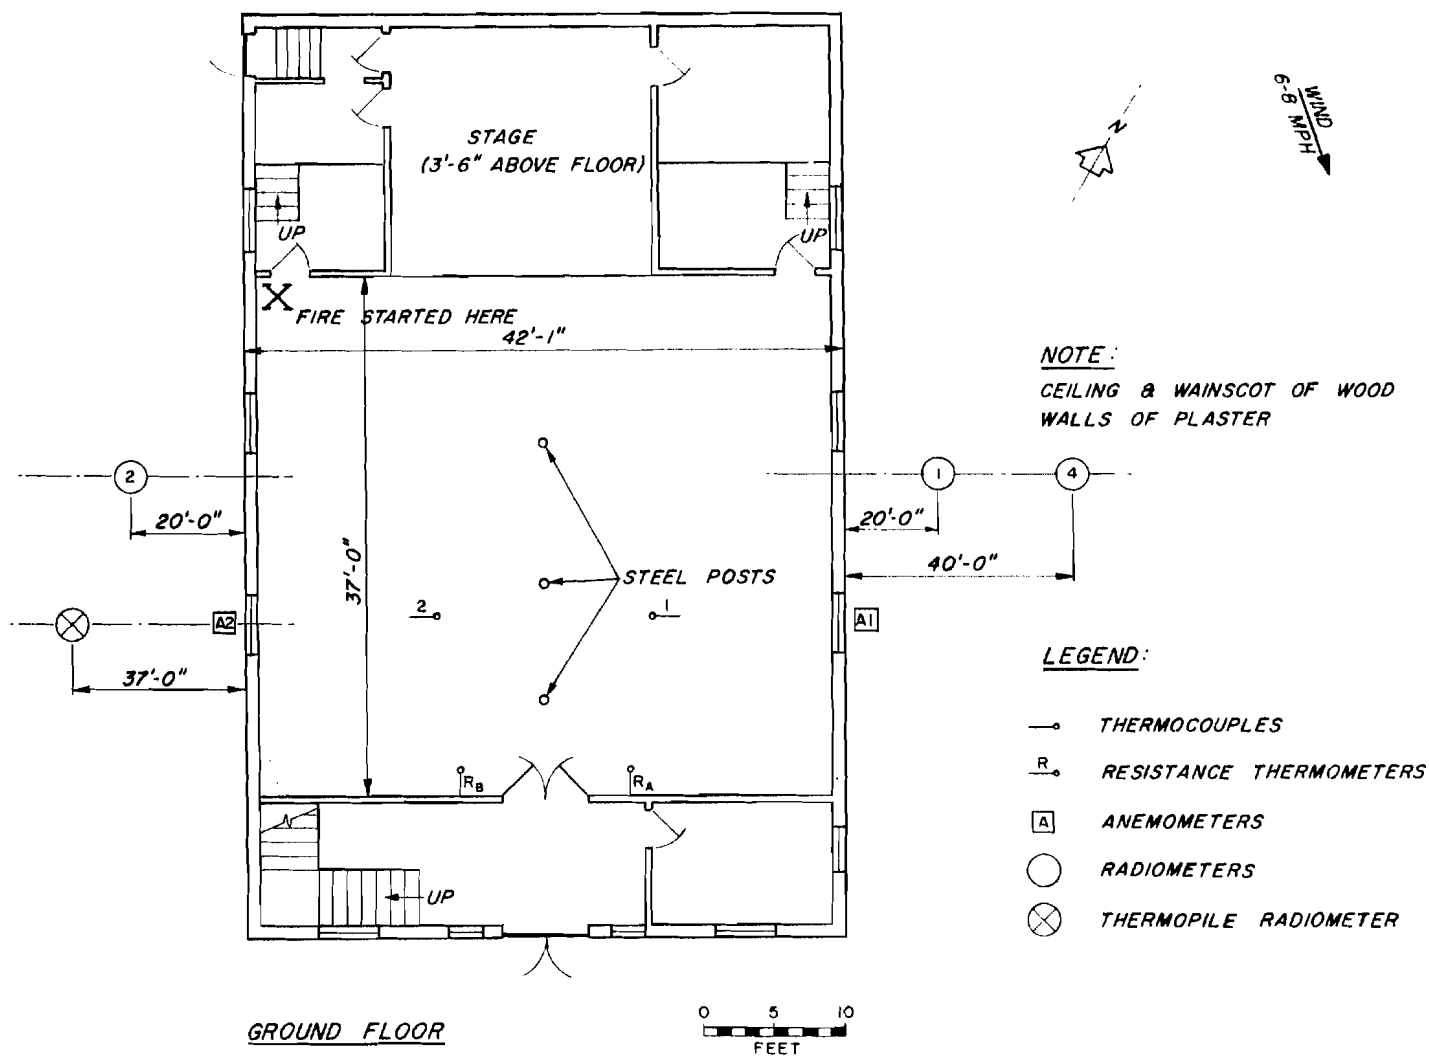 STAGE
(3'-6" ABOVE FLOOR)
N
WIND
6-8 MPH
UP
UP
X
FIRE STARTED HERE
42'-1"
NOTE:
CEILING & WAINSCOT OF WOOD
WALLS OF PLASTER
2
1
4
20'-0"
20'-0"
40'-0"
37'-0"
STEEL POSTS
2
1
A2
A1
37'-0"
LEGEND:
THERMOCOUPLES
R
RESISTANCE THERMOMETERS
A
ANEMOMETERS
RADIOMETERS
THERMOPILE RADIOMETER
RB
RA
UP
GROUND FLOOR
0 5 10
FEET